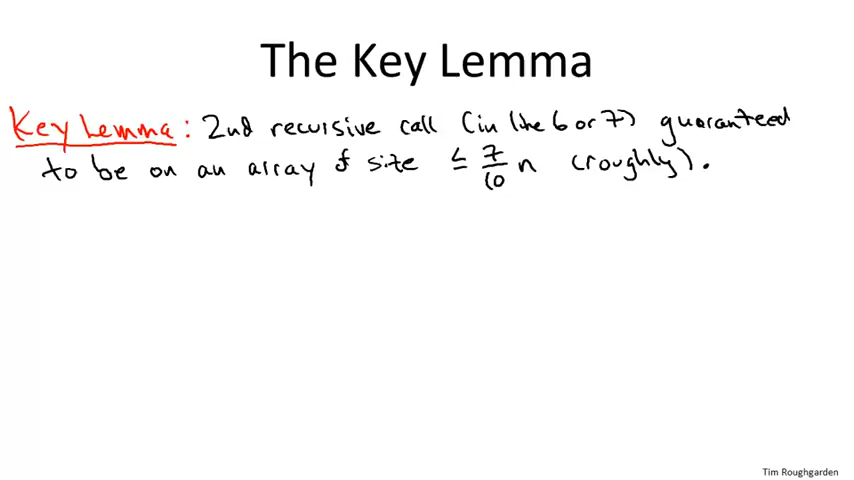 The Key Lemma
Key Lemma: 2nd recursive call (in line 6 or 7) guaranteed
to be on an array of size ≤ 7/10 n (roughly).
Tim Roughgarden